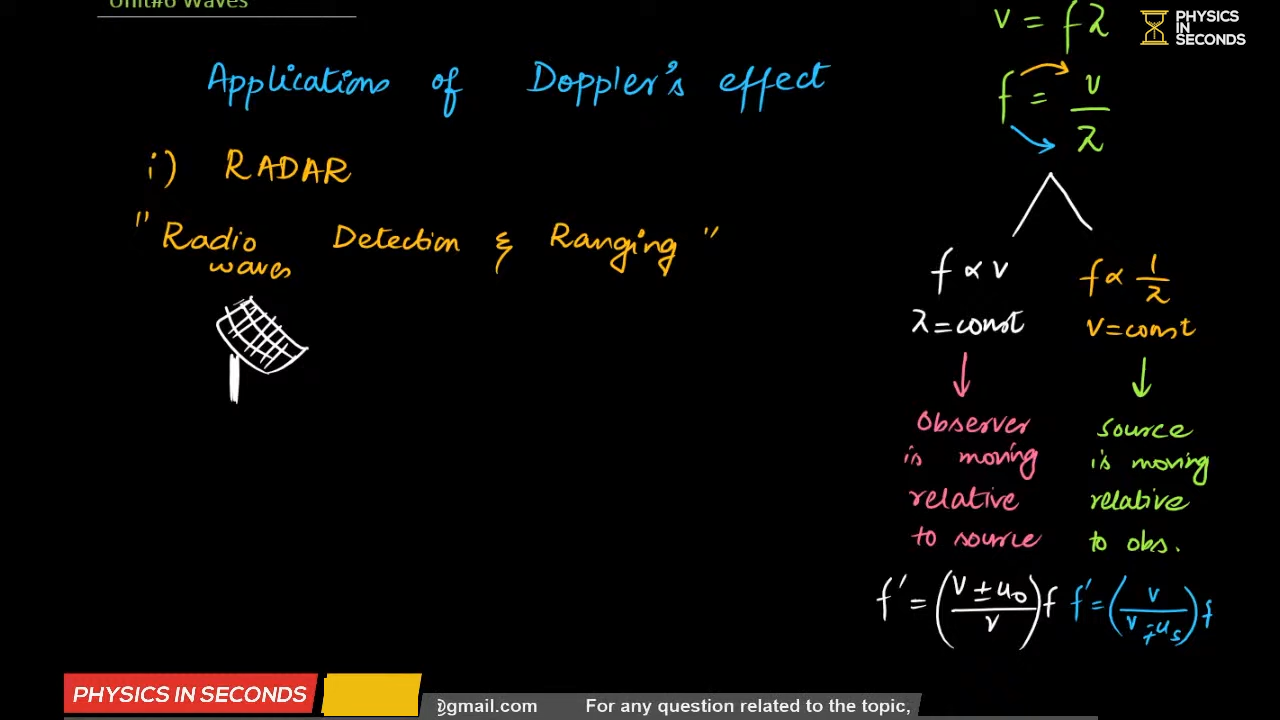 Unit#6 Waves
Applications of Doppler's effect
i) RADAR
"Radio Detection & Ranging"
waves
v = fλ
f = v/λ
f ∝ v
λ = const
Observer
is moving
relative
to source
f' = (v ± u₀ / v) f
f ∝ 1/λ
v = const
source
is moving
relative
to obs.
f' = (v / v ∓ uₛ) f
PHYSICS
IN
SECONDS
PHYSICS IN SECONDS
@gmail.com For any question related to the topic,